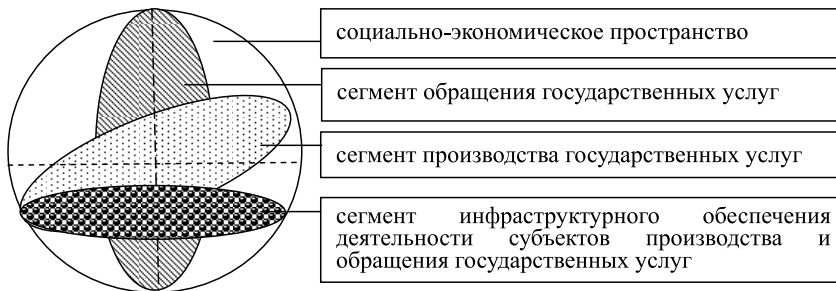 социально-экономическое пространство
сегмент обращения государственных услуг
сегмент производства государственных услуг
сегмент инфраструктурного обеспечения
деятельности субъектов производства и
обращения государственных услуг